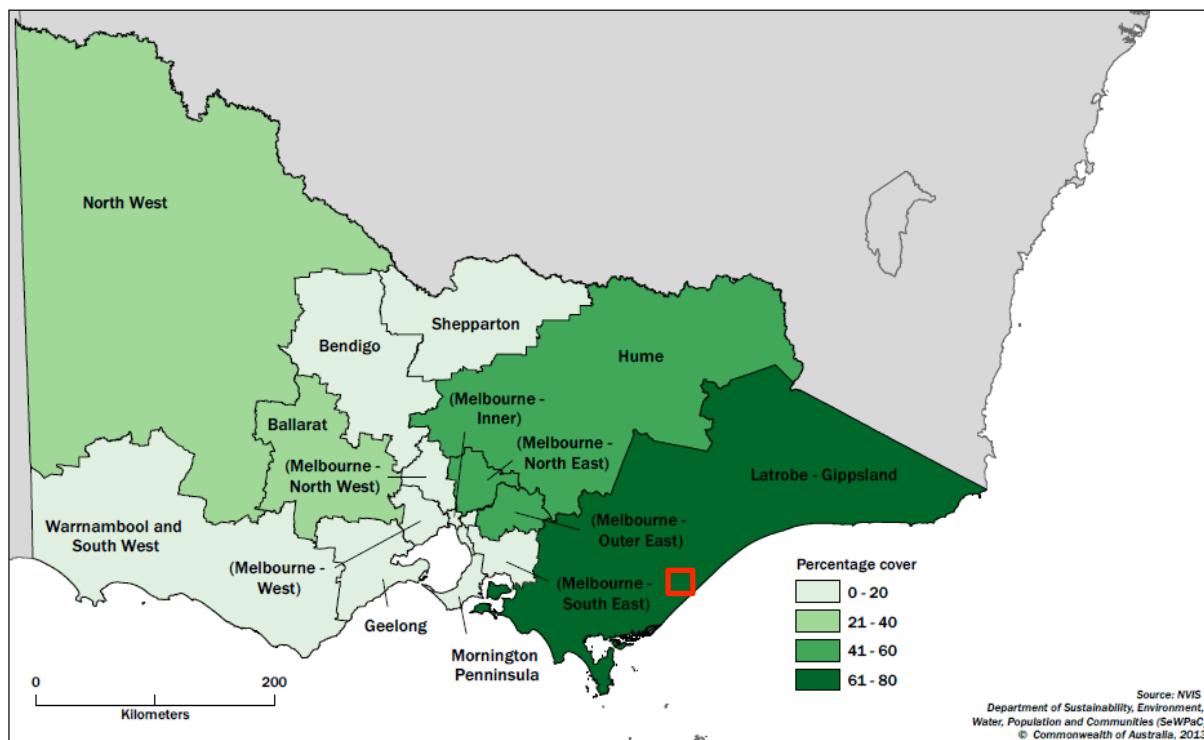 North West
Shepparton
Bendigo
Hume
(Melbourne -
Inner)
Ballarat
(Melbourne -
North East)
(Melbourne -
North West)
Latrobe - Gippsland
Warrnambool and
South West
(Melbourne -
Outer East)
(Melbourne -
West)
(Melbourne -
South East)
Geelong
Mornington
Penninsula
Percentage cover
0 - 20
21 - 40
41 - 60
61 - 80
0
200
Kilometers
Source: NVIS
Department of Sustainability, Environment,
Water, Population and Communities (SeWPaC)
© Commonwealth of Australia, 2013